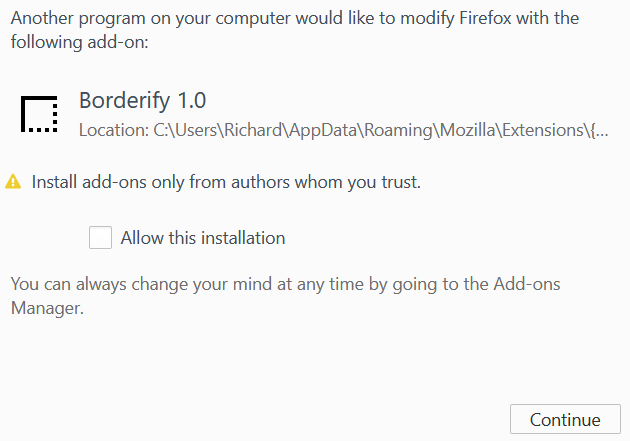 Another program on your computer would like to modify Firefox with the
following add-on:
Borderify 1.0
Location: C:\Users\Richard\AppData\Roaming\Mozilla\Extensions\{...
Install add-ons only from authors whom you trust.
Allow this installation
You can always change your mind at any time by going to the Add-ons
Manager.
Continue